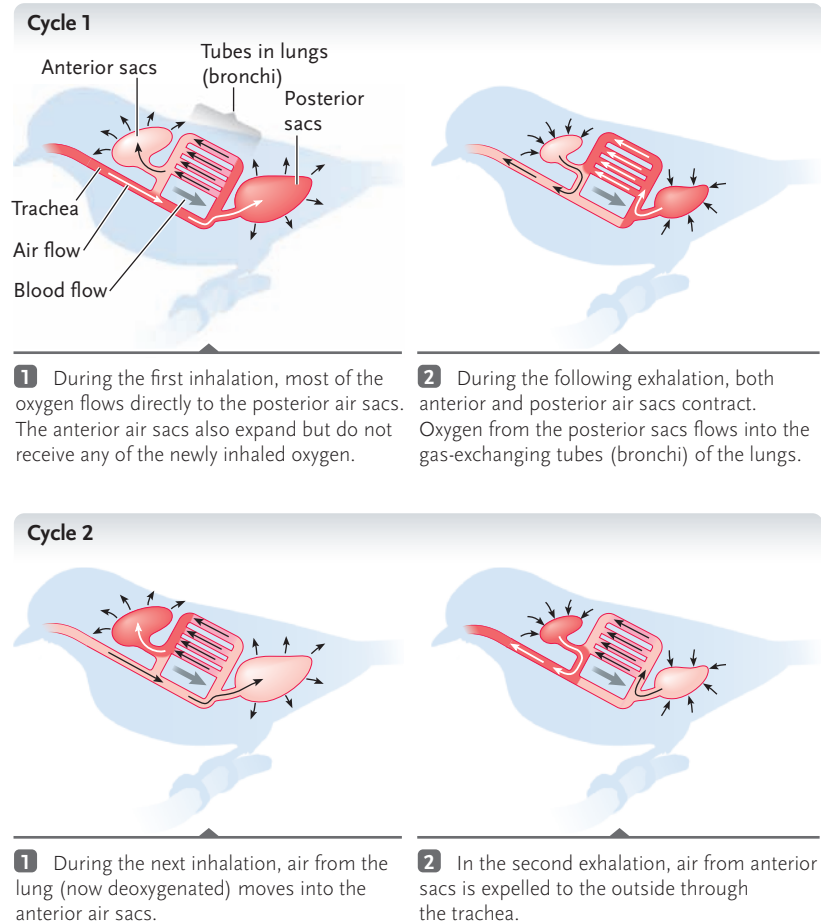 Cycle 1
Anterior sacs
Tubes in lungs
(bronchi)
Posterior
sacs
Trachea
Air flow
Blood flow
1 During the first inhalation, most of the
oxygen flows directly to the posterior air sacs.
The anterior air sacs also expand but do not
receive any of the newly inhaled oxygen.
2 During the following exhalation, both
anterior and posterior air sacs contract.
Oxygen from the posterior sacs flows into the
gas-exchanging tubes (bronchi) of the lungs.
Cycle 2
1 During the next inhalation, air from the
lung (now deoxygenated) moves into the
anterior air sacs.
2 In the second exhalation, air from anterior
sacs is expelled to the outside through
the trachea.